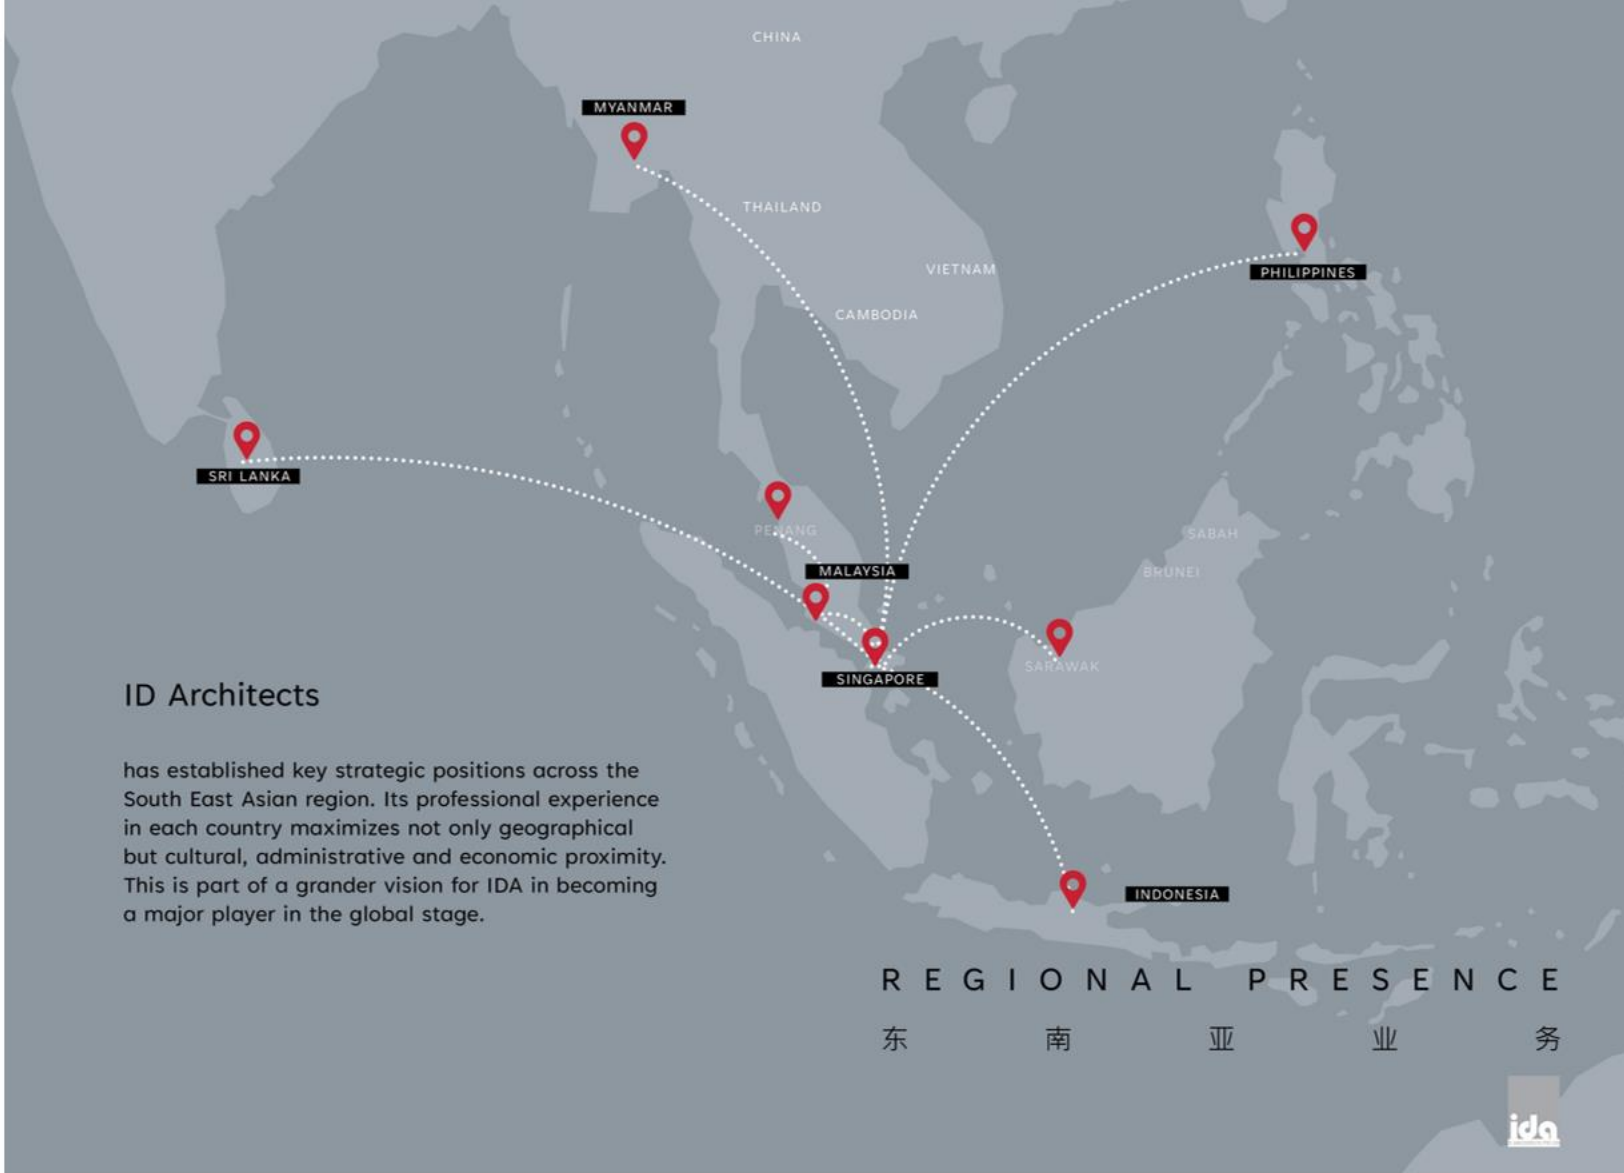 CHINA
MYANMAR
THAILAND
VIETNAM
PHILIPPINES
CAMBODIA
SRI LANKA
PENANG
SABAH
MALAYSIA
BRUNEI
SARAWAK
SINGAPORE
ID Architects
has established key strategic positions across the
South East Asian region. Its professional experience
in each country maximizes not only geographical
but cultural, administrative and economic proximity.
This is part of a grander vision for IDA in becoming
a major player in the global stage.
INDONESIA
REGIONAL PRESENCE
东南亚业务
ida